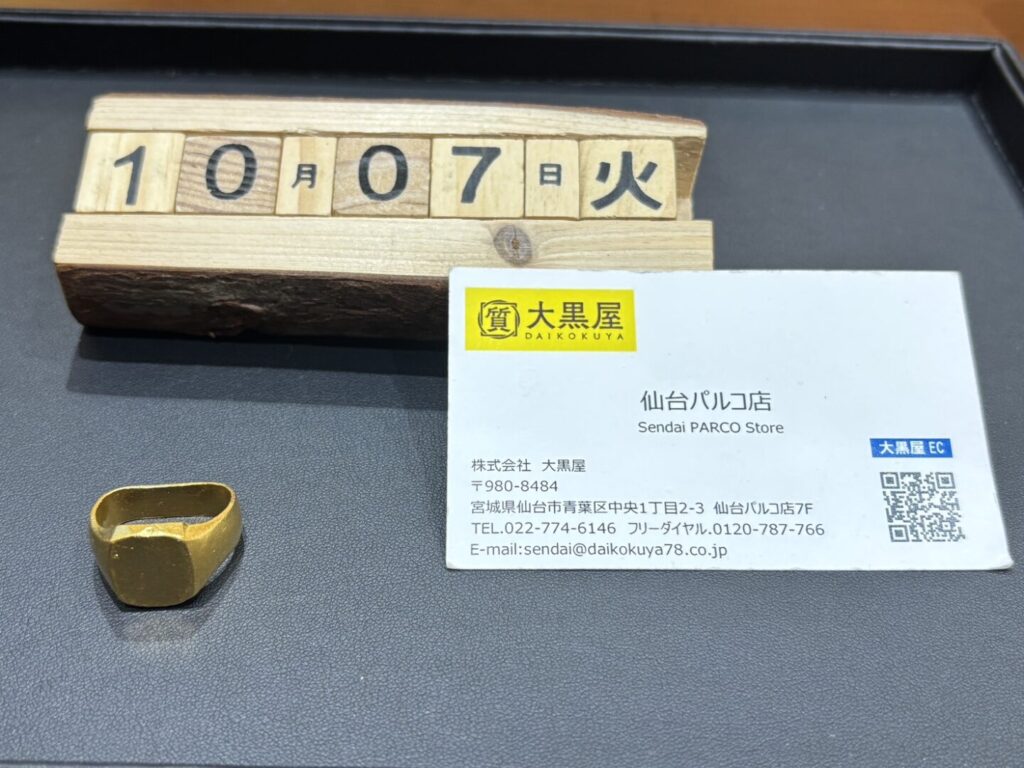 10月07日火
質 大黒屋
DAIKOKUYA
仙台パルコ店
Sendai PARCO Store
大黒屋 EC
株式会社 大黒屋
〒980-8484
宮城県仙台市青葉区中央1丁目2-3 仙台パルコ店7F
TEL.022-774-6146 フリーダイヤル.0120-787-766
E-mail:sendai@daikokuya78.co.jp